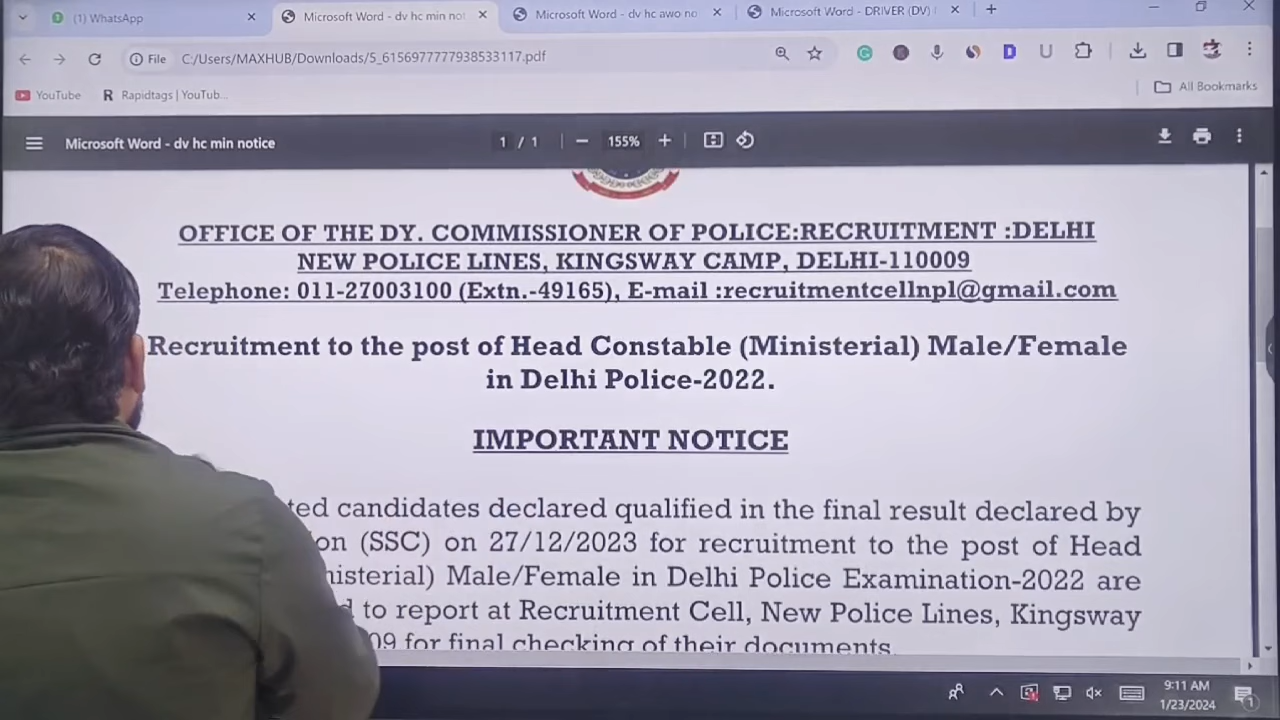 (1) WhatsApp
Microsoft Word - dv hc min not
Microsoft Word - dv hc awo no
Microsoft Word - DRIVER (DV)
File
C:/Users/MAXHUB/Downloads/5_6156977777938533117.pdf
YouTube
Rapidtags | YouTub...
All Bookmarks
Microsoft Word - dv hc min notice
1 / 1
155%
OFFICE OF THE DY. COMMISSIONER OF POLICE:RECRUITMENT :DELHI
NEW POLICE LINES, KINGSWAY CAMP, DELHI-110009
Telephone: 011-27003100 (Extn.-49165), E-mail :recruitmentcellnpl@gmail.com
Recruitment to the post of Head Constable (Ministerial) Male/Female
in Delhi Police-2022.
IMPORTANT NOTICE
ted candidates declared qualified in the final result declared by
on (SSC) on 27/12/2023 for recruitment to the post of Head
nisterial) Male/Female in Delhi Police Examination-2022 are
d to report at Recruitment Cell, New Police Lines, Kingsway
09 for final checking of their documents.
9:11 AM
1/23/2024